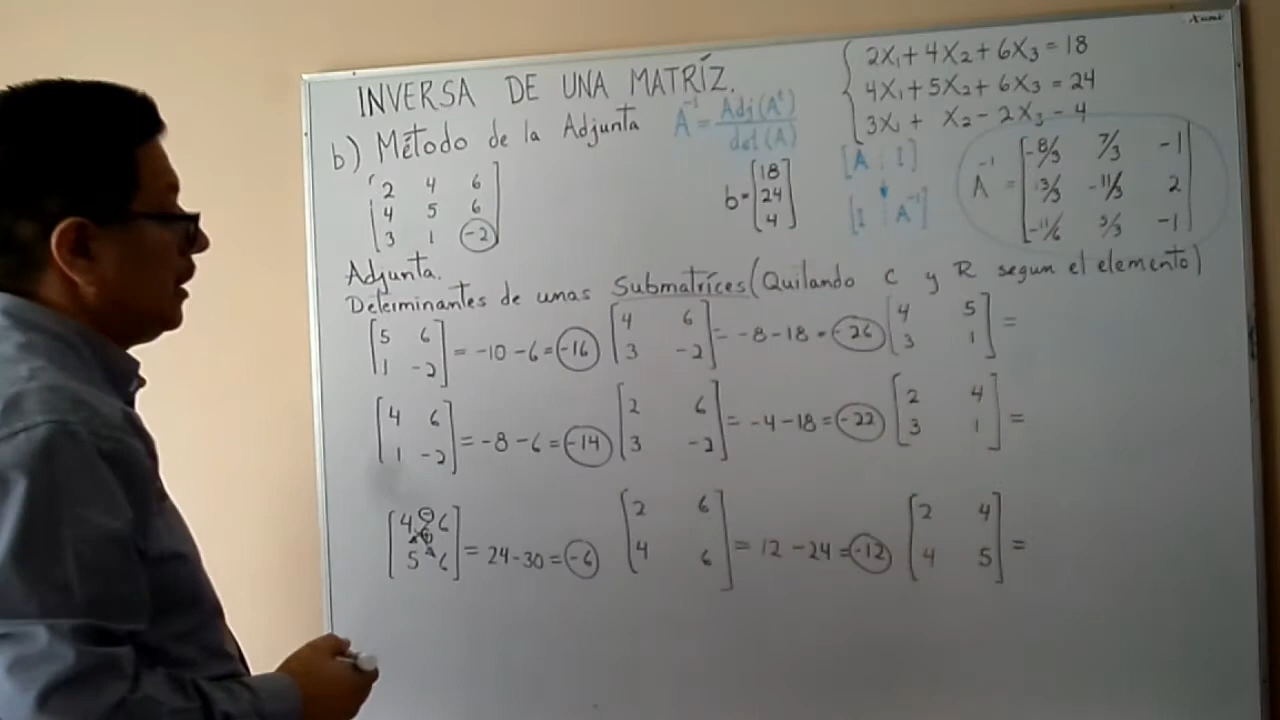 INVERSA DE UNA MATRÍZ.
b) Método de la Adjunta A⁻¹ = Adj(Aᵗ) / det(A)
2X₁ + 4X₂ + 6X₃ = 18
4X₁ + 5X₂ + 6X₃ = 24
3X₁ + X₂ - 2X₃ - 4
2 4 6
4 5 6
3 1 -2
b = [18 24 4]
[A ⋮ I]
[I ⋮ A⁻¹]
A⁻¹ =
-8/3 7/3 -1
13/3 -11/3 2
-11/6 5/3 -1
Adjunta.
Determinantes de unas Submatríces (Quitando C y R segun el elemento)
[5 6; 1 -2] = -10 - 6 = -16 [4 6; 3 -2] = -8 - 18 = -26 [4 5; 3 1] =
[4 6; 1 -2] = -8 - 6 = -14 [2 6; 3 -2] = -4 - 18 = -22 [2 4; 3 1] =
[4 6; 5 6] = 24 - 30 = -6 [2 6; 4 6] = 12 - 24 = -12 [2 4; 4 5] =